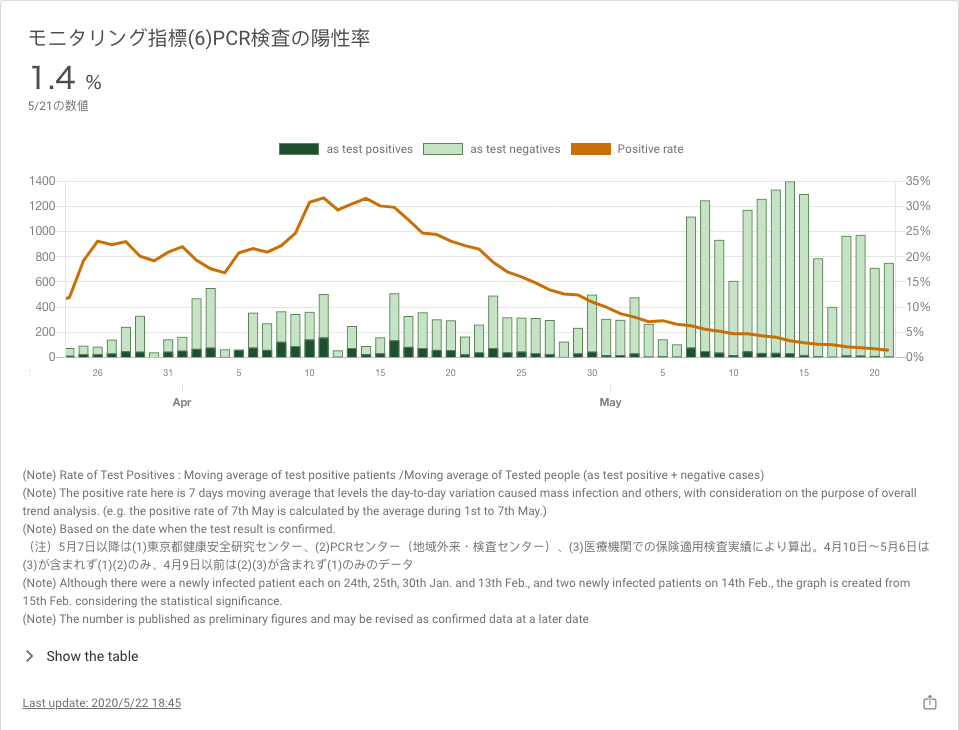 モニタリング指標(6)PCR検査の陽性率
1.4 %
5/21の数値
as test positives as test negatives Positive rate
1400 35%
1200 30%
1000 25%
800 20%
600 15%
400 10%
200 5%
0 0%
26 31 5 10 15 20 25 30 5 10 15 20
Apr May
(Note) Rate of Test Positives : Moving average of test positive patients /Moving average of Tested people (as test positive + negative cases)
(Note) The positive rate here is 7 days moving average that levels the day-to-day variation caused mass infection and others, with consideration on the purpose of overall
trend analysis. (e.g. the positive rate of 7th May is calculated by the average during 1st to 7th May.)
(Note) Based on the date when the test result is confirmed.
（注）5月7日以降は(1)東京都健康安全研究センター、(2)PCRセンター（地域外来・検査センター）、(3)医療機関での保険適用検査実績により算出。4月10日〜5月6日は
(3)が含まれず(1)(2)のみ、4月9日以前は(2)(3)が含まれず(1)のみのデータ
(Note) Although there were a newly infected patient each on 24th, 25th, 30th Jan. and 13th Feb., and two newly infected patients on 14th Feb., the graph is created from
15th Feb. considering the statistical significance.
(Note) The number is published as preliminary figures and may be revised as confirmed data at a later date
Show the table
Last update: 2020/5/22 18:45